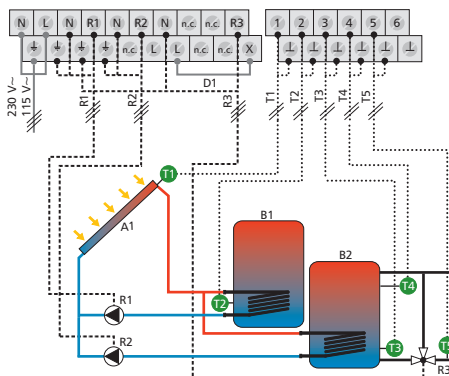 N L N R1 N R2 N n.c. n.c. R3
n.c. L L n.c. n.c. X
1 2 3 4 5 6
D1
230 V~
115 V~
R1
R2
R3
T1
T2
T3
T4
T5
T1
A1
B1
B2
T2
T4
R1
T3
T5
R2
R3